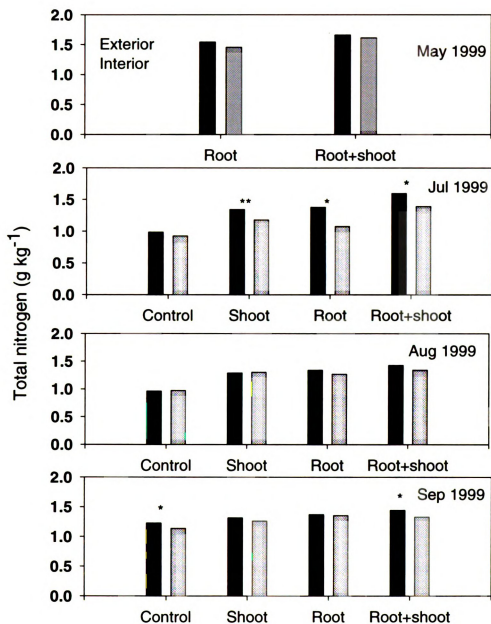 Total nitrogen (g kg⁻¹)
2.0
1.5
1.0
0.5
0.0
Exterior
Interior
May 1999
Root Root+shoot
2.0
1.5
1.0
0.5
0.0
Jul 1999
** * *
Control Shoot Root Root+shoot
2.0
1.5
1.0
0.5
0.0
Aug 1999
Control Shoot Root Root+shoot
2.0
1.5
1.0
0.5
0.0
Sep 1999
* *
Control Shoot Root Root+shoot